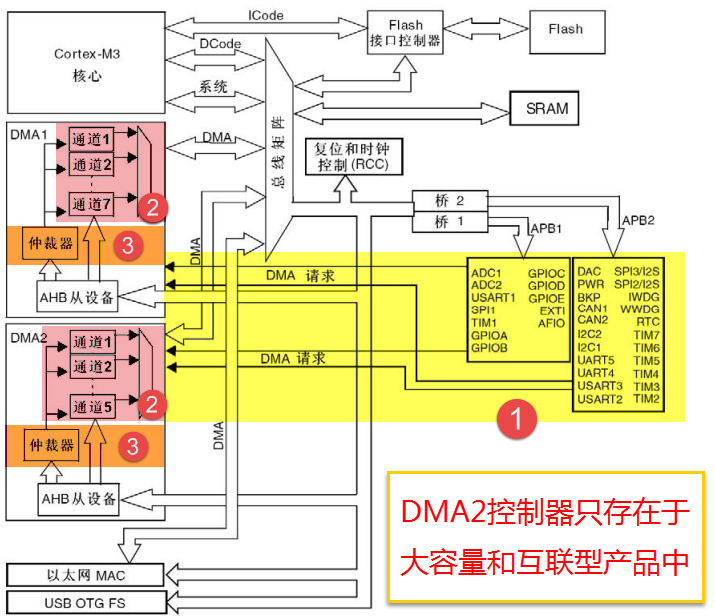 ICode
Cortex-M3
核心
DCode
系统
Flash
接口控制器
Flash
SRAM
DMA
总线矩阵
复位和时钟
控制 (RCC)
桥 2
桥 1
APB1
APB2
DMA1
通道1
通道2
通道7
2
仲裁器
3
AHB从设备
DMA
DMA 请求
ADC1
ADC2
USART1
SPI1
TIM1
GPIOA
GPIOB
GPIOC
GPIOD
GPIOE
EXTI
AFIO
DAC
PWR
BKP
CAN1
CAN2
I2C2
I2C1
UART5
UART4
USART3
USART2
SPI3/I2S
SPI2/I2S
IWDG
WWDG
RTC
TIM7
TIM6
TIM5
TIM4
TIM3
TIM2
DMA2
通道1
通道2
通道5
2
仲裁器
3
AHB从设备
DMA 请求
1
DMA
DMA2控制器只存在于
大容量和互联型产品中
以太网 MAC
USB OTG FS